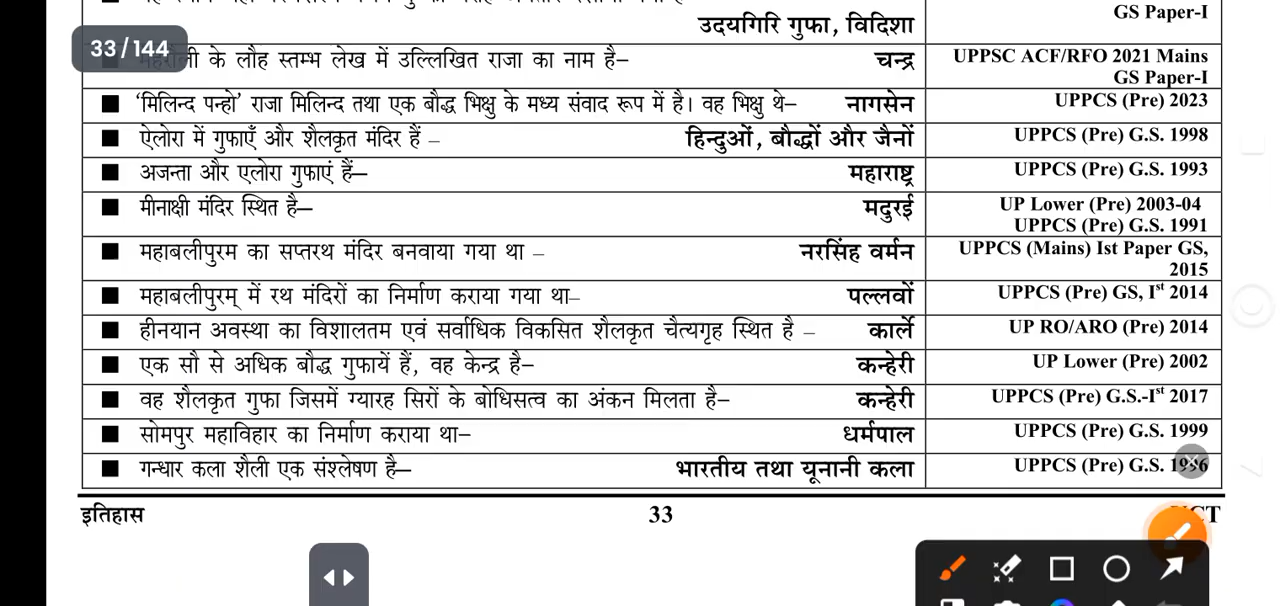 GS Paper-I
उदयगिरि गुफा, विदिशा
33 / 144
महरौली के लौह स्तम्भ लेख में उल्लिखित राजा का नाम है– चन्द्र UPPSC ACF/RFO 2021 Mains
GS Paper-I
■ 'मिलिन्द पन्हो' राजा मिलिन्द तथा एक बौद्ध भिक्षु के मध्य संवाद रूप में है। वह भिक्षु थे– नागसेन UPPCS (Pre) 2023
■ ऐलोरा में गुफाएँ और शैलकृत मंदिर हैं – हिन्दुओं, बौद्धों और जैनों UPPCS (Pre) G.S. 1998
■ अजन्ता और एलोरा गुफाएं हैं– महाराष्ट्र UPPCS (Pre) G.S. 1993
■ मीनाक्षी मंदिर स्थित है– मदुरई UP Lower (Pre) 2003-04
UPPCS (Pre) G.S. 1991
■ महाबलीपुरम का सप्तरथ मंदिर बनवाया गया था – नरसिंह वर्मन UPPCS (Mains) Ist Paper GS,
2015
■ महाबलीपुरम् में रथ मंदिरों का निर्माण कराया गया था– पल्लवों UPPCS (Pre) GS, Ist 2014
■ हीनयान अवस्था का विशालतम एवं सर्वाधिक विकसित शैलकृत चैत्यगृह स्थित है – कार्ले UP RO/ARO (Pre) 2014
■ एक सौ से अधिक बौद्ध गुफायें हैं, वह केन्द्र है– कन्हेरी UP Lower (Pre) 2002
■ वह शैलकृत गुफा जिसमें ग्यारह सिरों के बोधिसत्व का अंकन मिलता है– कन्हेरी UPPCS (Pre) G.S.-Ist 2017
■ सोमपुर महाविहार का निर्माण कराया था– धर्मपाल UPPCS (Pre) G.S. 1999
■ गन्धार कला शैली एक संश्लेषण है– भारतीय तथा यूनानी कला UPPCS (Pre) G.S. 1996
इतिहास 33